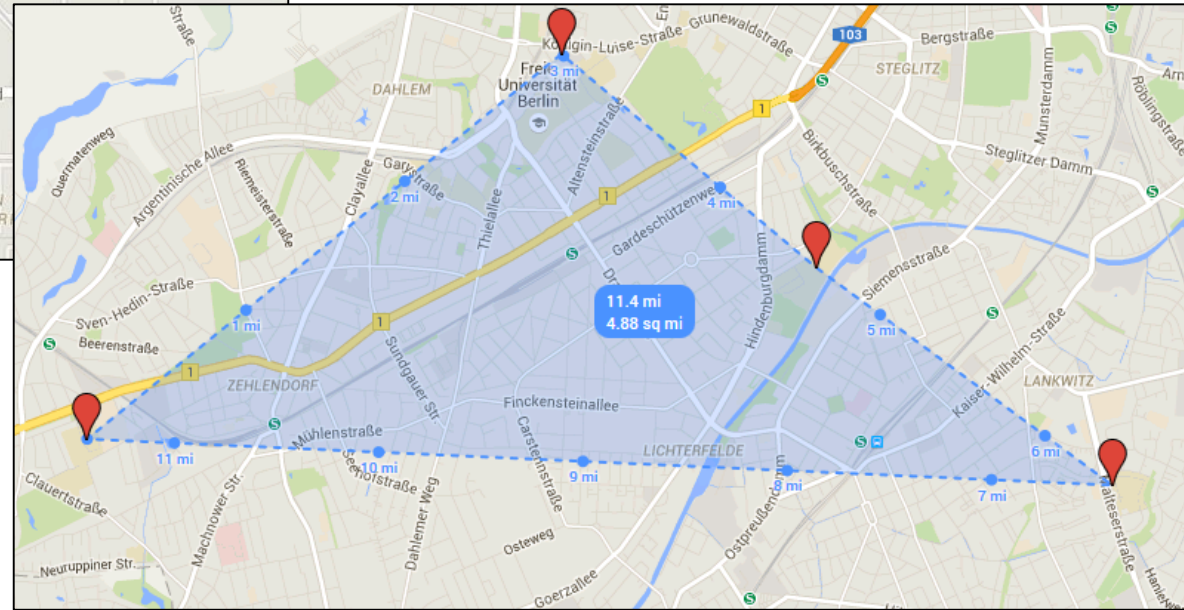 Straße
Königin-Luise-Straße
Grunewaldstraße
103
Bergstraße
STEGLITZ
DAHLEM
Freie
Universität
Berlin
3 mi
1
Quermatenweg
Argentinische Allee
Riemeisterstraße
Clayallee
Garystraße
2 mi
Thielallee
Altensteinstraße
1
4 mi
Gardeschützenweg
Birkbuschstraße
Steglitzer Damm
Munsterdamm
Röblingstraße
Sven-Hedin-Straße
Beerenstraße
1 mi
1
1
ZEHLENDORF
Sundgauer Str.
11.4 mi
4.88 sq mi
Hindenburgdamm
Siemensstraße
5 mi
Kaiser-Wilhelm-Straße
LANKWITZ
Finckensteinallee
Mühlenstraße
11 mi
10 mi
Seehofstraße
Carstennstraße
9 mi
LICHTERFELDE
8 mi
7 mi
6 mi
Clauertstraße
Machnower Str.
Dahlemer Weg
Osteweg
Ostpreußendamm
Malteserstraße
Neuruppiner Str.
Goerzallee